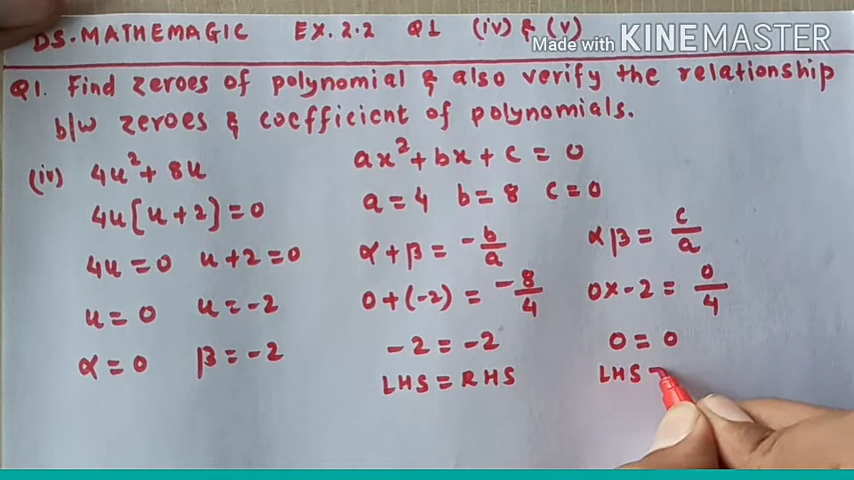 DS-MATHEMAGIC EX. 2.2 Q1 (iv) & (v)
Made with KINEMASTER
Q1. Find zeroes of polynomial & also verify the relationship
b/w zeroes & cocfficient of polynomials.
(iv) 4u² + 8u
4u[u+2) = 0
4u = 0 u+2 = 0
u = 0 u = -2
α = 0 β = -2
ax² + bx + c = 0
a = 4 b = 8 c = 0
α + β = -b/a
0 + (-2) = -8/4
-2 = -2
LHS = RHS
αβ = c/a
0x-2 = 0/4
0 = 0
LHS =